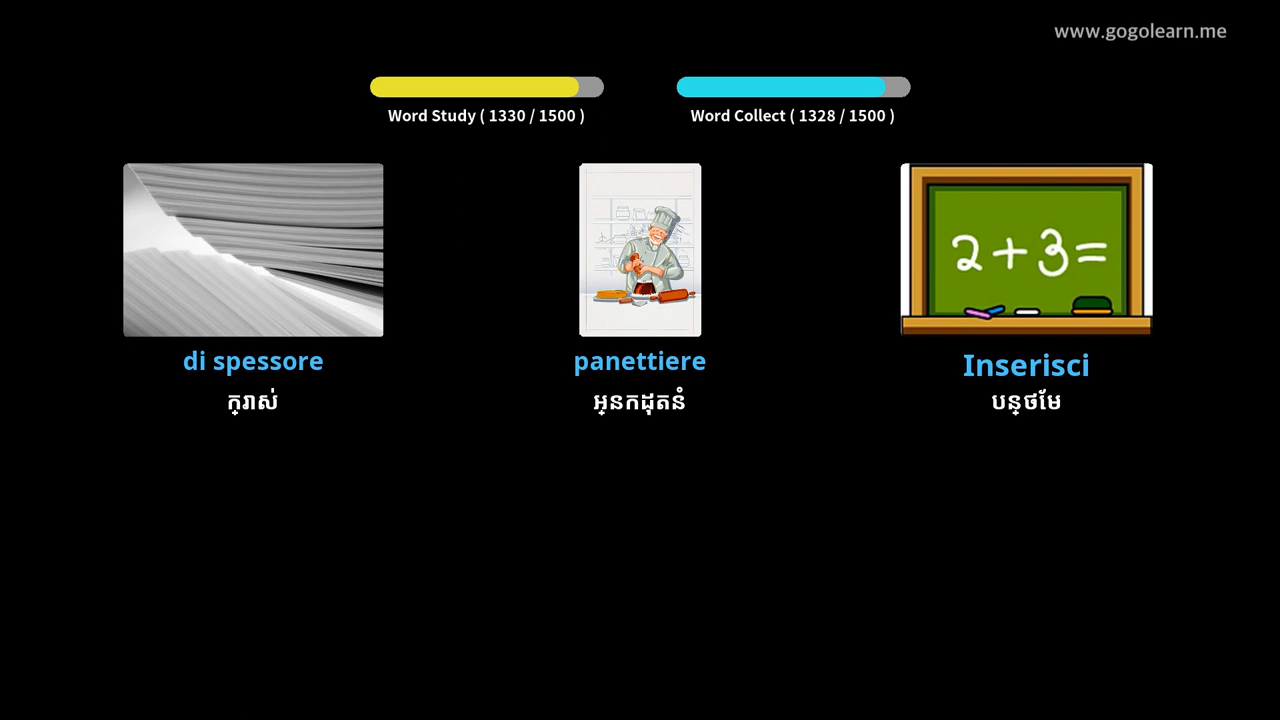 www.gogolearn.me
Word Study ( 1330 / 1500 )
Word Collect ( 1328 / 1500 )
2+3=
di spessore
panettiere
Inserisci
ក្រាស់
អ្នកដុតនំ
បន្ថែម